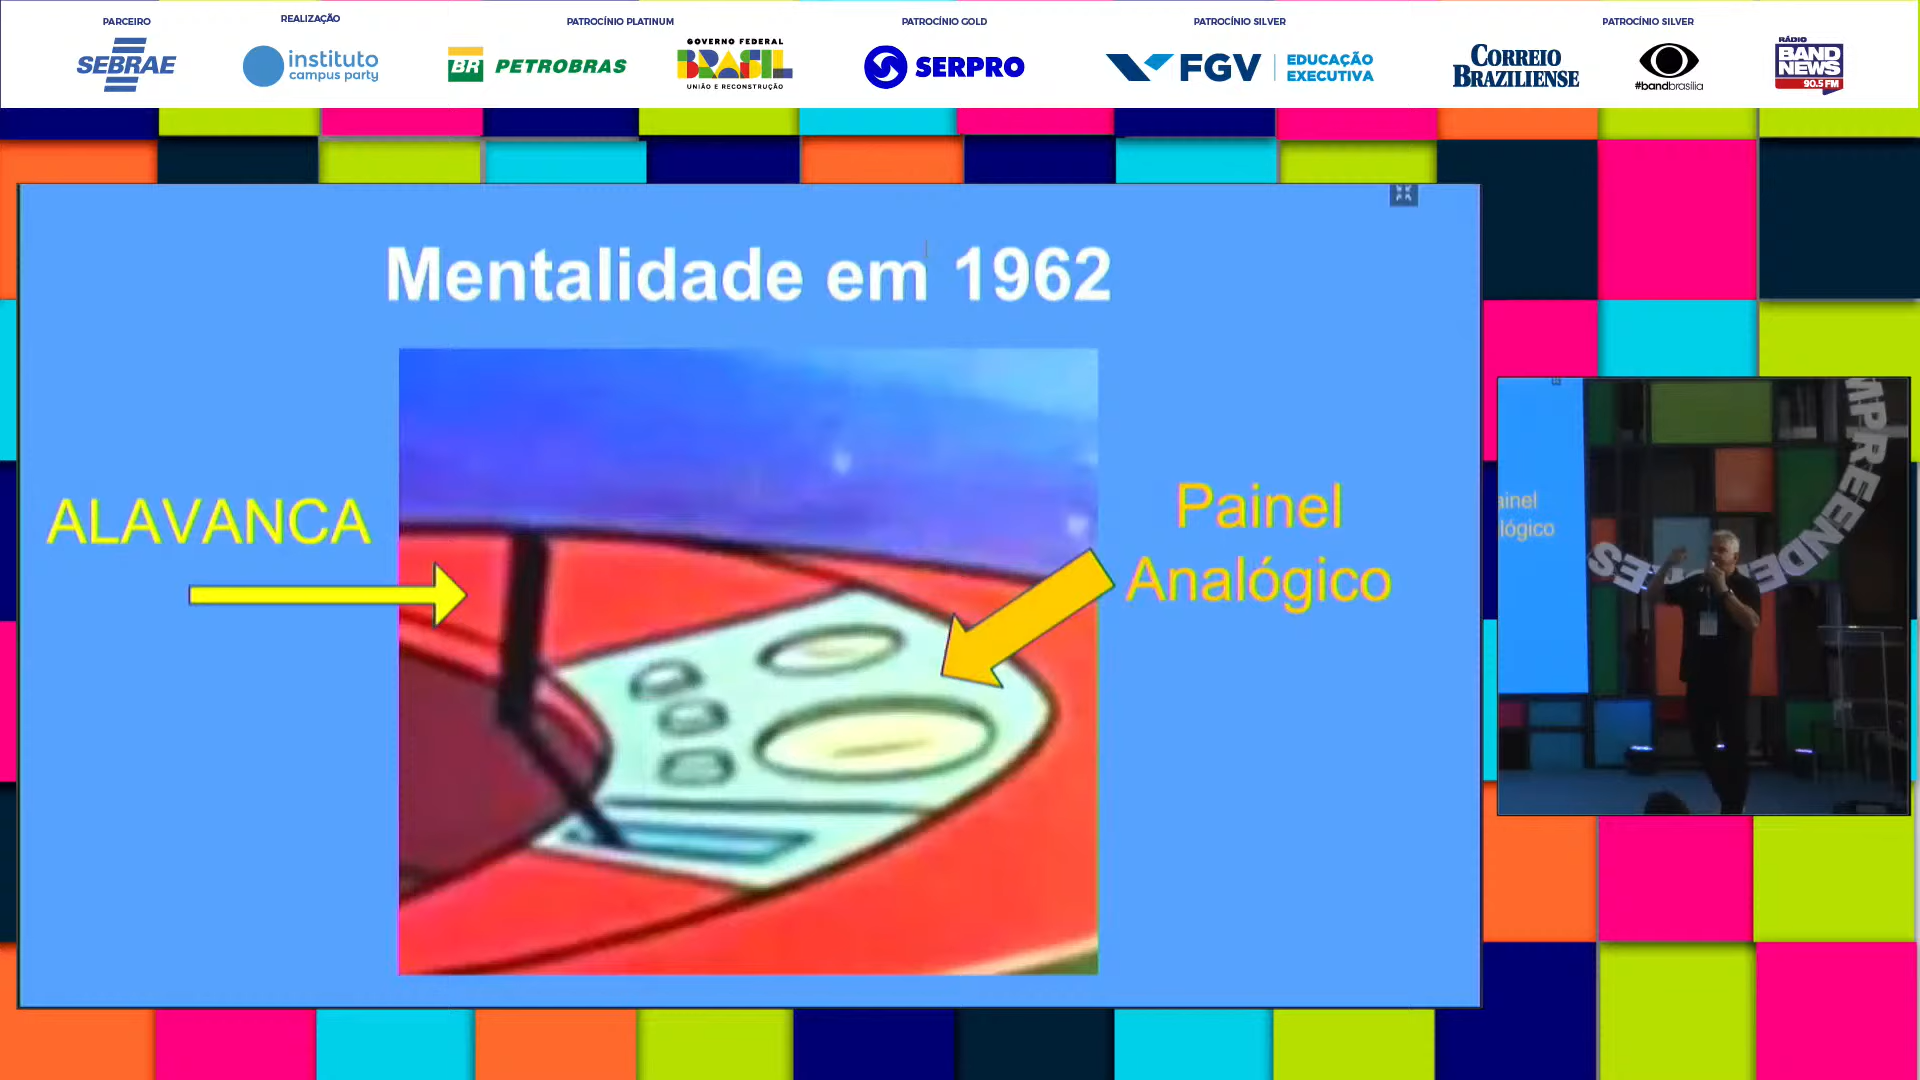 PARCEIRO
SEBRAE
REALIZAÇÃO
instituto
campus party
PATROCÍNIO PLATINUM
BR PETROBRAS
GOVERNO FEDERAL
BRASIL
UNIÃO E RECONSTRUÇÃO
PATROCÍNIO GOLD
SERPRO
PATROCÍNIO SILVER
FGV EDUCAÇÃO
EXECUTIVA
PATROCÍNIO SILVER
CORREIO
BRAZILIENSE
#bandbrasília
RÁDIO
BAND
NEWS
90.5 FM
Mentalidade em 1962
ALAVANCA
Painel
Analógico
ainel
lógico
MPREENDE
ES